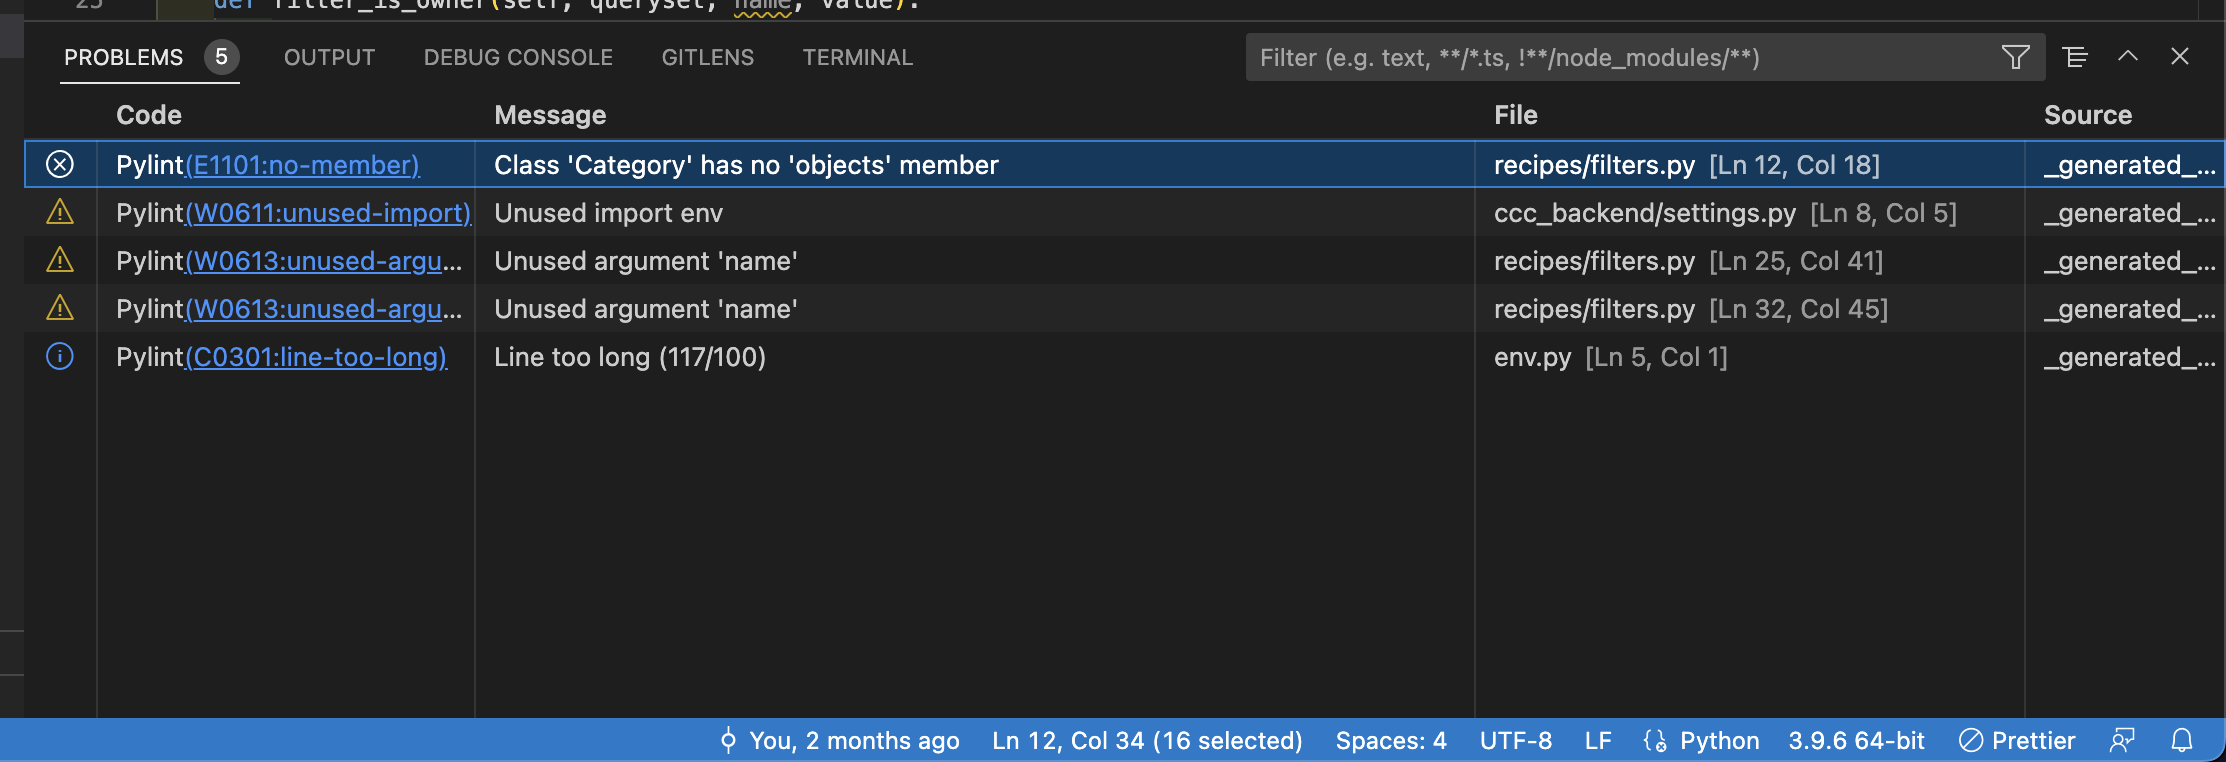 25 def filter_is_owner(self, queryset, name, value):
PROBLEMS 5 OUTPUT DEBUG CONSOLE GITLENS TERMINAL Filter (e.g. text, **/*.ts, !**/node_modules/**)
Code Message File Source
Pylint(E1101:no-member) Class 'Category' has no 'objects' member recipes/filters.py [Ln 12, Col 18] _generated_...
Pylint(W0611:unused-import) Unused import env ccc_backend/settings.py [Ln 8, Col 5] _generated_...
Pylint(W0613:unused-argu... Unused argument 'name' recipes/filters.py [Ln 25, Col 41] _generated_...
Pylint(W0613:unused-argu... Unused argument 'name' recipes/filters.py [Ln 32, Col 45] _generated_...
Pylint(C0301:line-too-long) Line too long (117/100) env.py [Ln 5, Col 1] _generated_...
You, 2 months ago Ln 12, Col 34 (16 selected) Spaces: 4 UTF-8 LF Python 3.9.6 64-bit Prettier